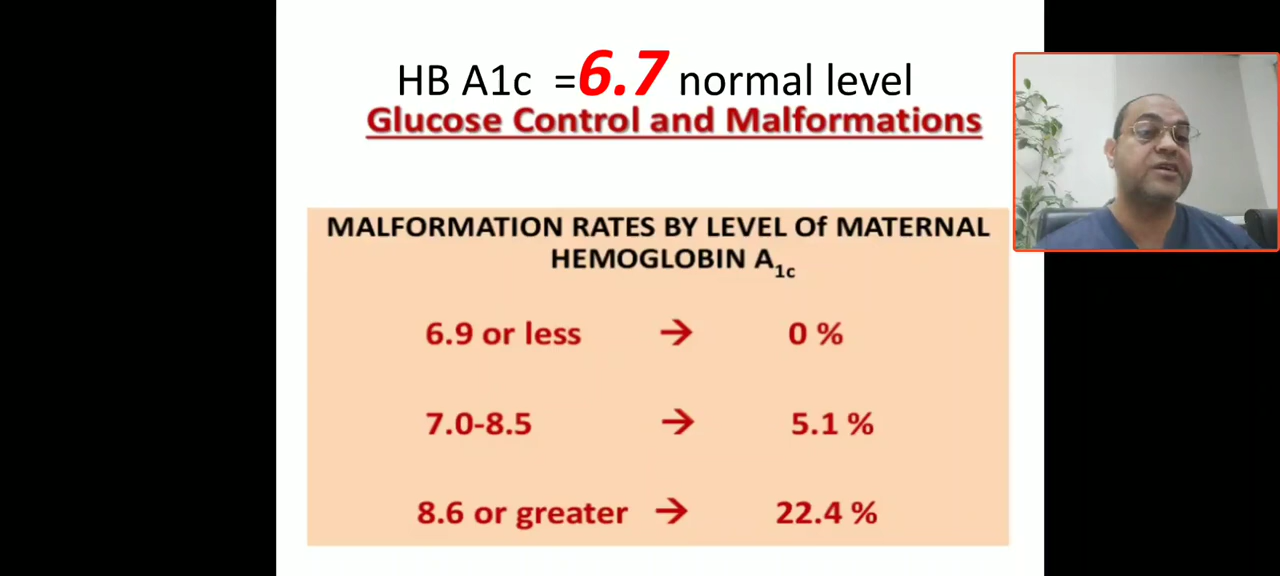 HB A1c =6.7 normal level
Glucose Control and Malformations
MALFORMATION RATES BY LEVEL Of MATERNAL
HEMOGLOBIN A1c
6.9 or less → 0 %
7.0-8.5 → 5.1 %
8.6 or greater → 22.4 %